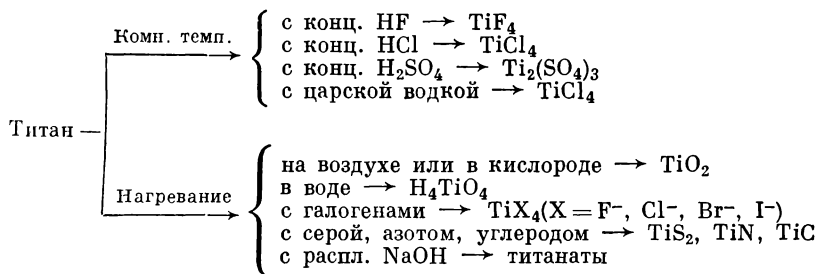 Комн. темп.
с конц. HF → TiF₄
с конц. HCl → TiCl₄
с конц. H₂SO₄ → Ti₂(SO₄)₃
с царской водкой → TiCl₄
Титан
Нагревание
на воздухе или в кислороде → TiO₂
в воде → H₄TiO₄
с галогенами → TiX₄(X = F⁻, Cl⁻, Br⁻, I⁻)
с серой, азотом, углеродом → TiS₂, TiN, TiC
с распл. NaOH → титанаты